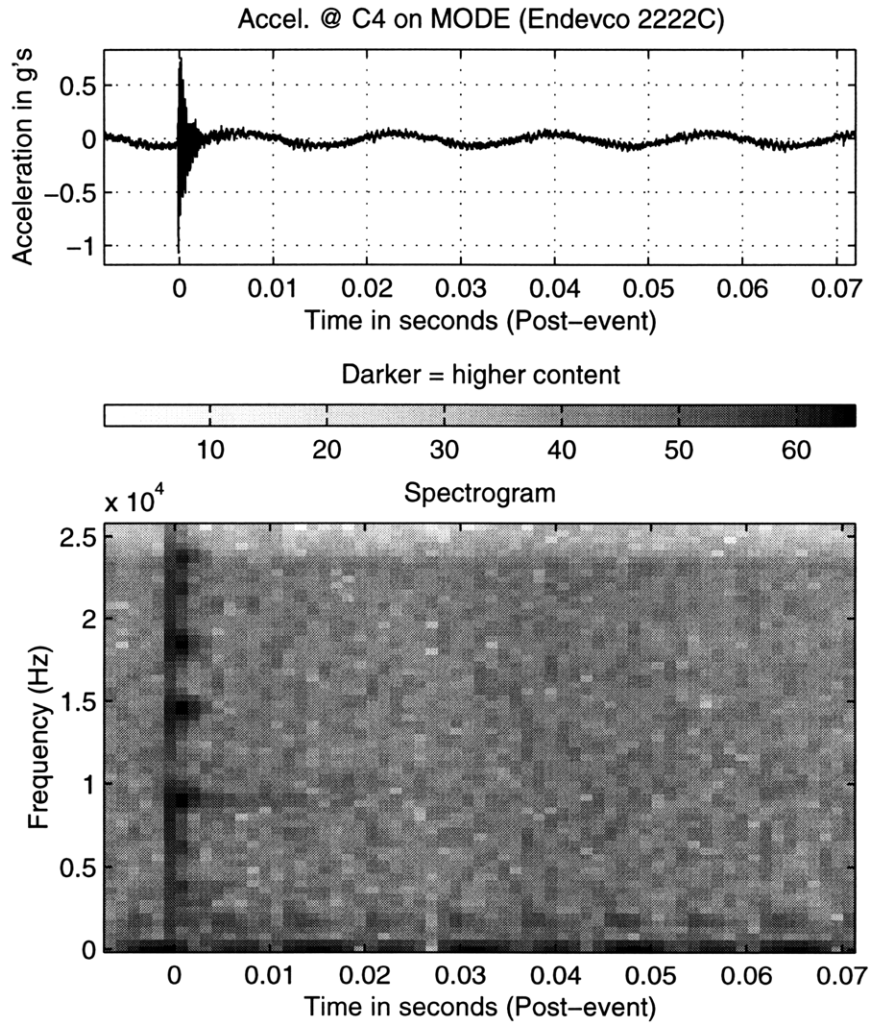 Accel. @ C4 on MODE (Endevco 2222C)
Acceleration in g's
0.5
0
−0.5
−1
0 0.01 0.02 0.03 0.04 0.05 0.06 0.07
Time in seconds (Post−event)
Darker = higher content
10 20 30 40 50 60
x 10^4
Spectrogram
Frequency (Hz)
2.5
2
1.5
1
0.5
0
0 0.01 0.02 0.03 0.04 0.05 0.06 0.07
Time in seconds (Post−event)